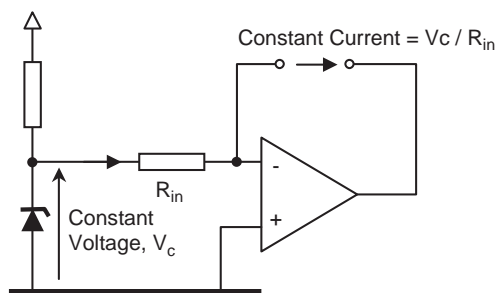 Constant Current = Vc / Rin
Rin
-
+
Constant
Voltage, Vc